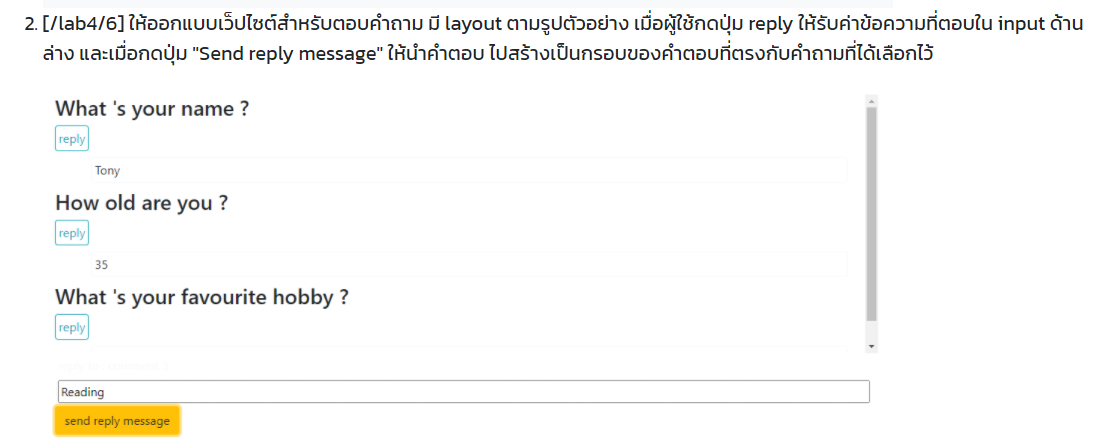 2. [/lab4/6] ให้ออกแบบเว็ปไซต์สำหรับตอบคำถาม มี layout ตามรูปตัวอย่าง เมื่อผู้ใช้กดปุ่ม reply ให้รับค่าข้อความที่ตอบใน input ด้าน
ล่าง และเมื่อกดปุ่ม "Send reply message" ให้นำคำตอบ ไปสร้างเป็นกรอบของคำตอบที่ตรงกับคำถามที่ได้เลือกไว้
What 's your name ?
reply
Tony
How old are you ?
reply
35
What 's your favourite hobby ?
reply
Reading
send reply message